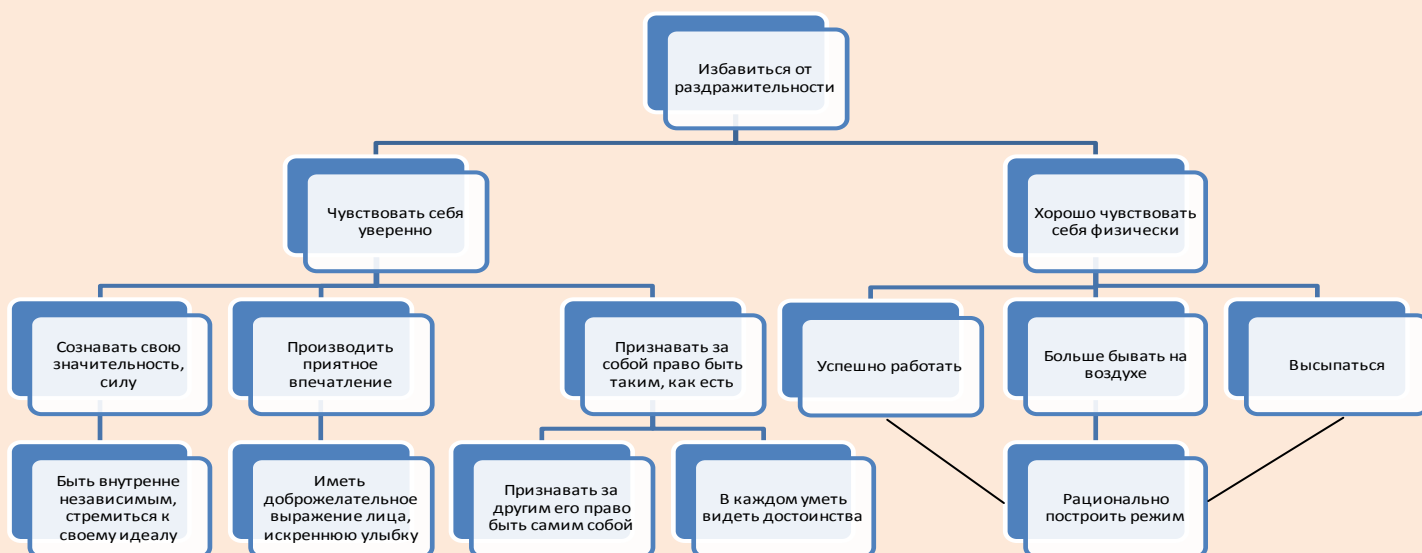 Избавиться от
раздражительности
Чувствовать себя
уверенно
Хорошо чувствовать
себя физически
Сознавать свою
значительность,
силу
Производить
приятное
впечатление
Признавать за
собой право быть
таким, как есть
Успешно работать
Больше бывать на
воздухе
Высыпаться
Быть внутренне
независимым,
стремиться к
своему идеалу
Иметь
доброжелательное
выражение лица,
искреннюю улыбку
Признавать за
другим его право
быть самим собой
В каждом уметь
видеть достоинства
Рационально
построить режим